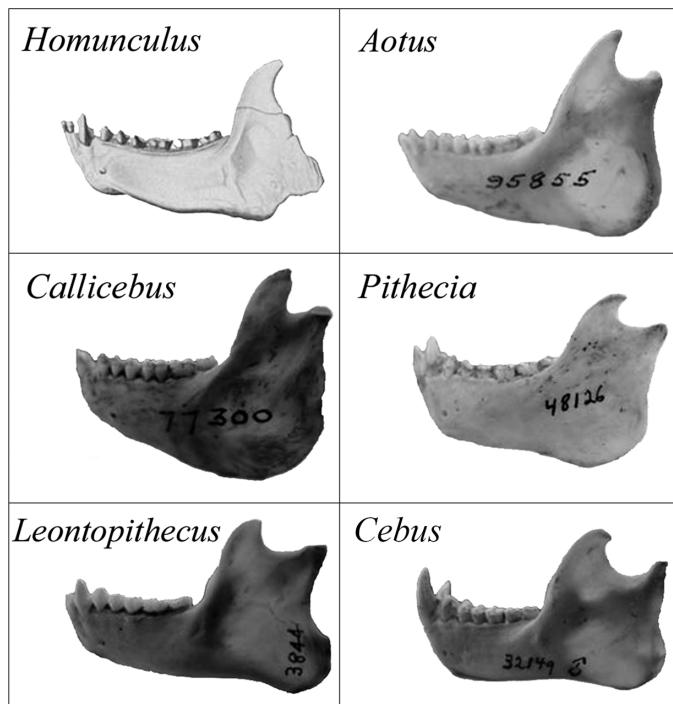 Homunculus
Aotus
95855
Callicebus
77300
Pithecia
48126
Leontopithecus
3844
Cebus
32149 ♂